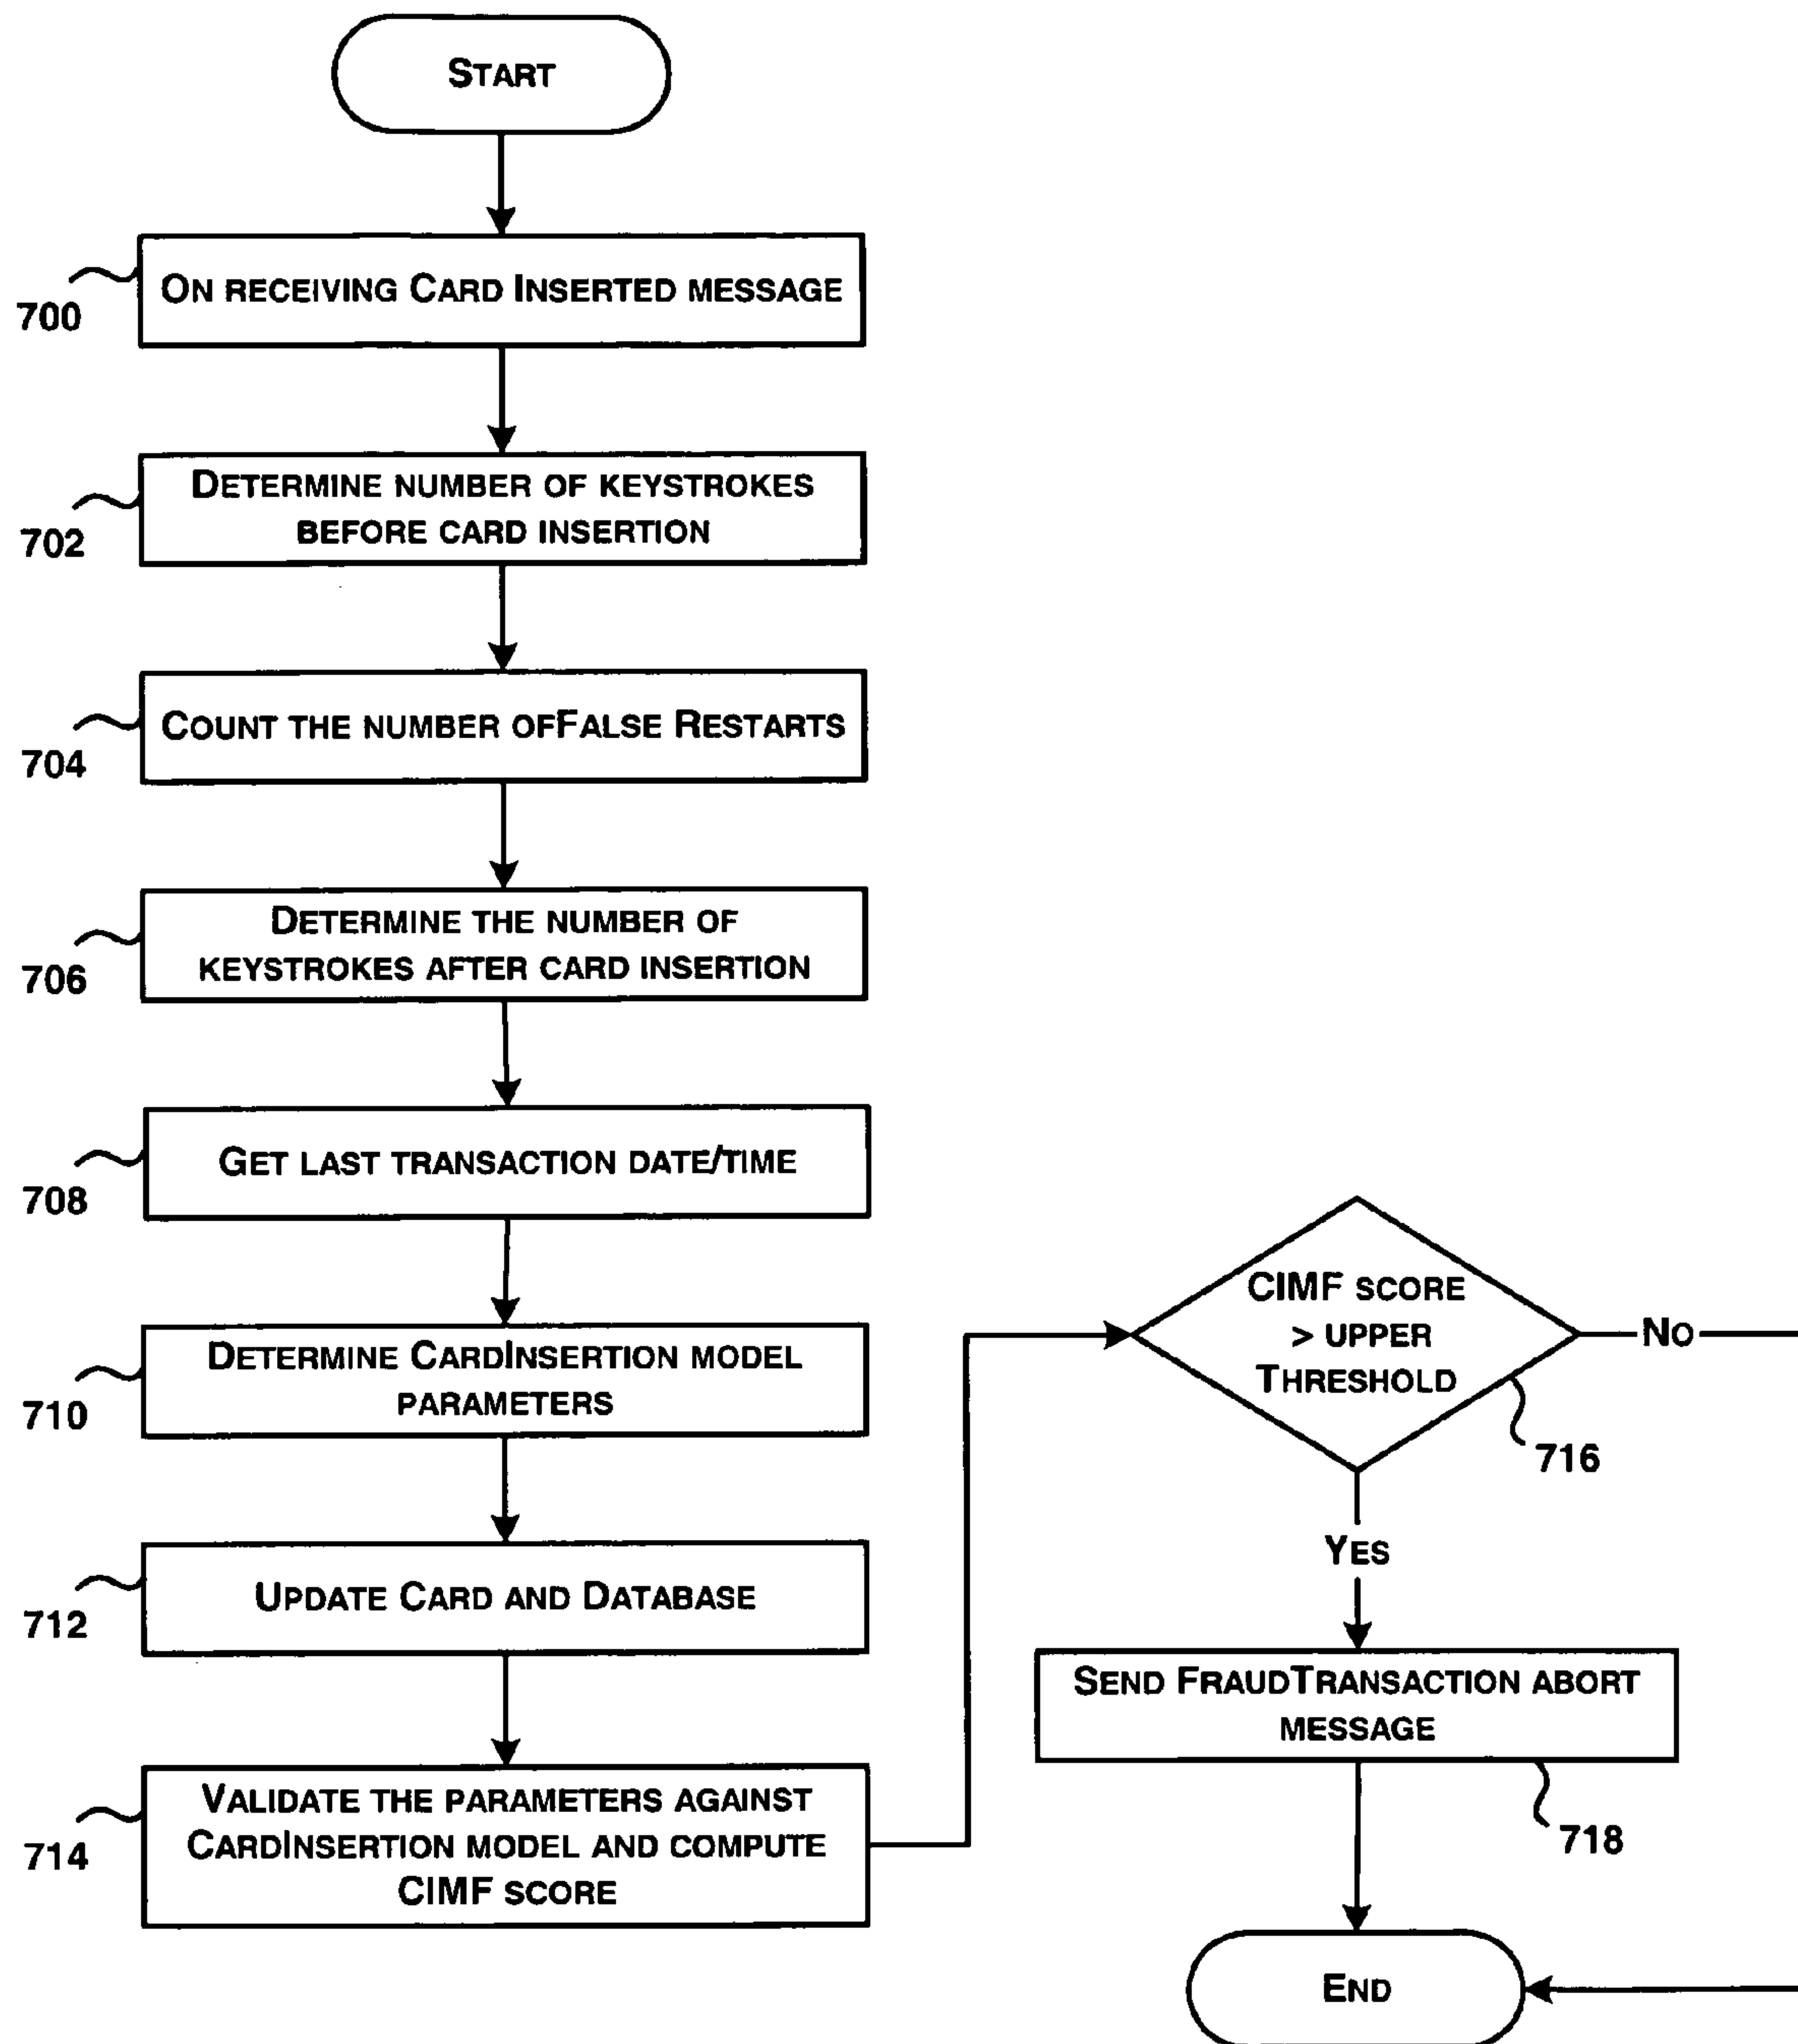 START
ON RECEIVING CARD INSERTED MESSAGE
700
DETERMINE NUMBER OF KEYSTROKES
BEFORE CARD INSERTION
702
COUNT THE NUMBER OFFALSE RESTARTS
704
DETERMINE THE NUMBER OF
KEYSTROKES AFTER CARD INSERTION
706
GET LAST TRANSACTION DATE/TIME
708
DETERMINE CARDINSERTION MODEL
PARAMETERS
710
UPDATE CARD AND DATABASE
712
VALIDATE THE PARAMETERS AGAINST
CARDINSERTION MODEL AND COMPUTE
CIMF SCORE
714
CIMF SCORE
> UPPER
THRESHOLD
NO
716
YES
SEND FRAUDTRANSACTION ABORT
MESSAGE
718
END